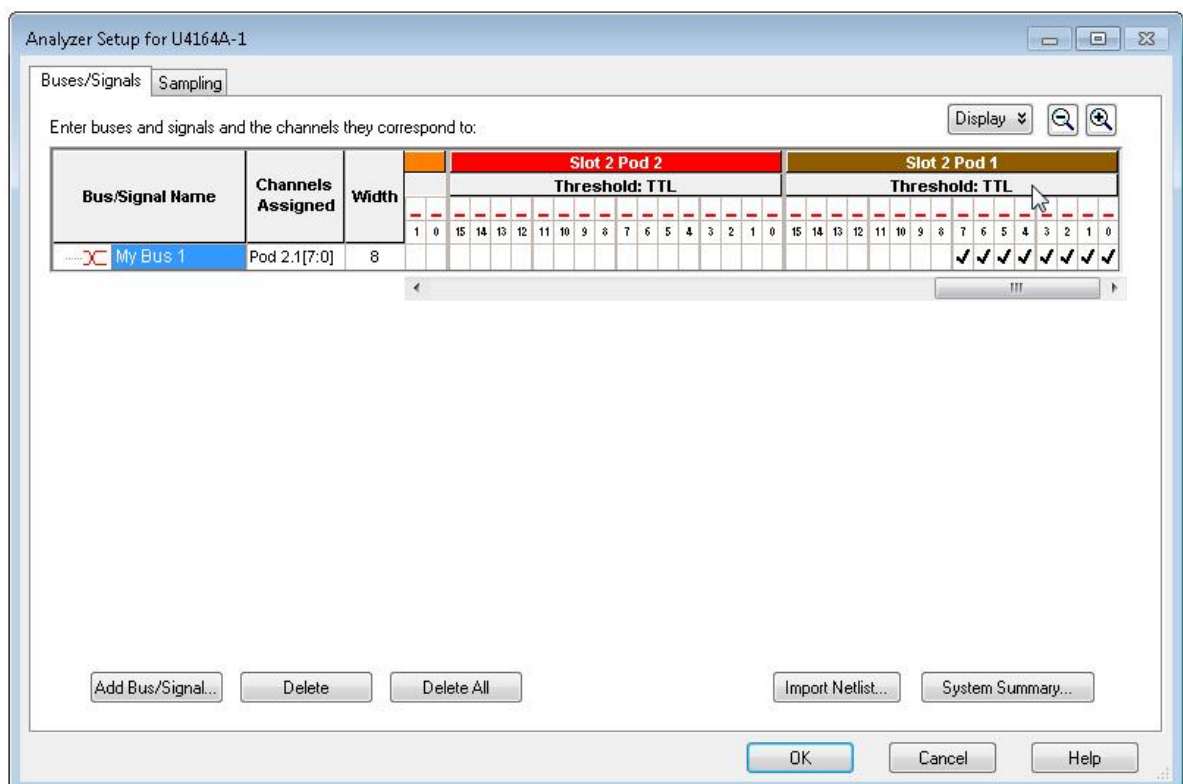 Analyzer Setup for U4164A-1
Buses/Signals Sampling
Enter buses and signals and the channels they correspond to:
Display
Bus/Signal Name Channels Assigned Width Slot 2 Pod 2 Slot 2 Pod 1
Threshold: TTL Threshold: TTL
1 0 15 14 13 12 11 10 9 8 7 6 5 4 3 2 1 0 15 14 13 12 11 10 9 8 7 6 5 4 3 2 1 0
My Bus 1 Pod 2.1[7:0] 8
Add Bus/Signal... Delete Delete All Import Netlist... System Summary...
OK Cancel Help